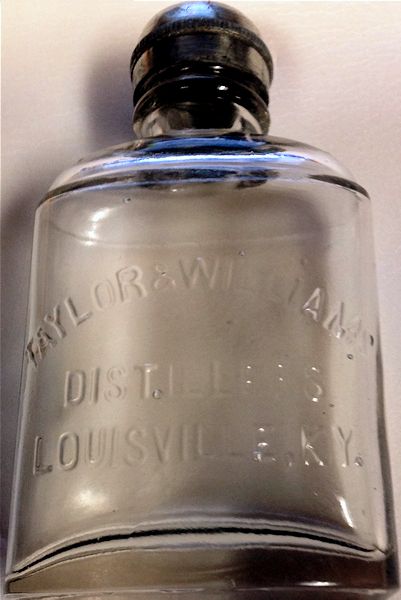 TAYLOR & WILLIAMS
DISTILLERS
LOUISVILLE, KY.